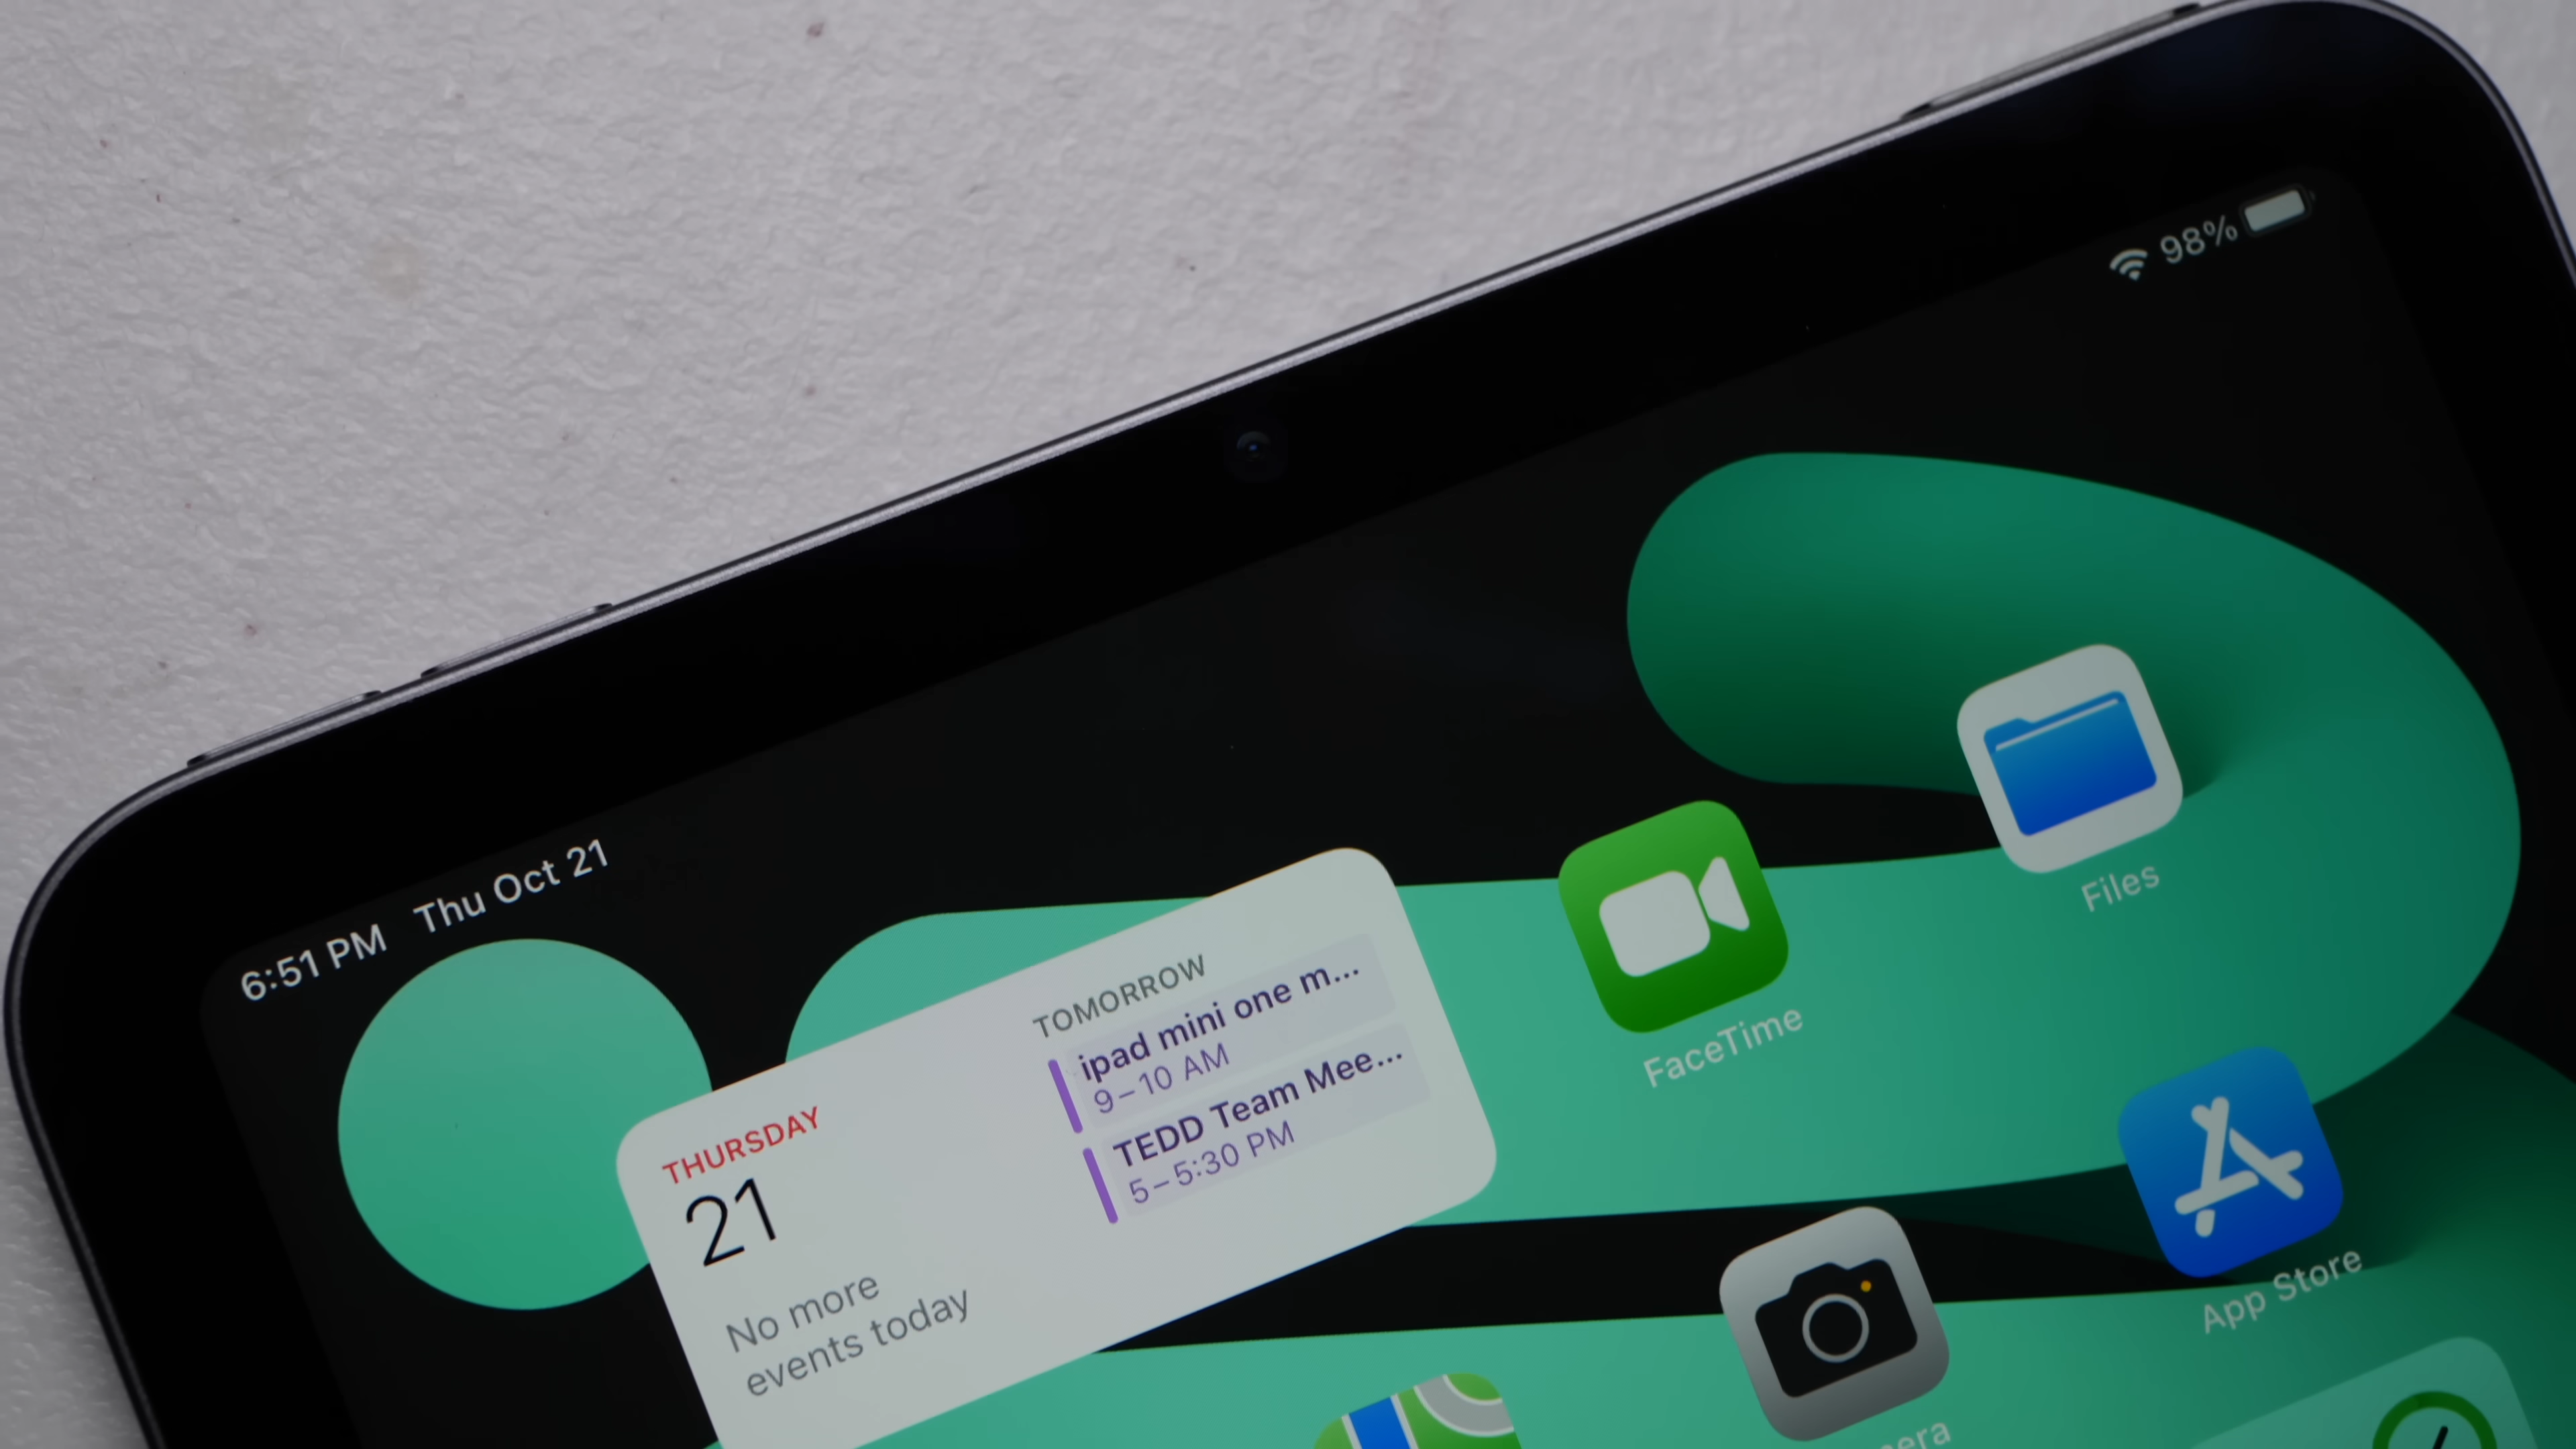 6:51 PM Thu Oct 21
98%
THURSDAY
21
No more
events today
TOMORROW
ipad mini one m...
9–10 AM
TEDD Team Mee...
5–5:30 PM
FaceTime
Files
App Store